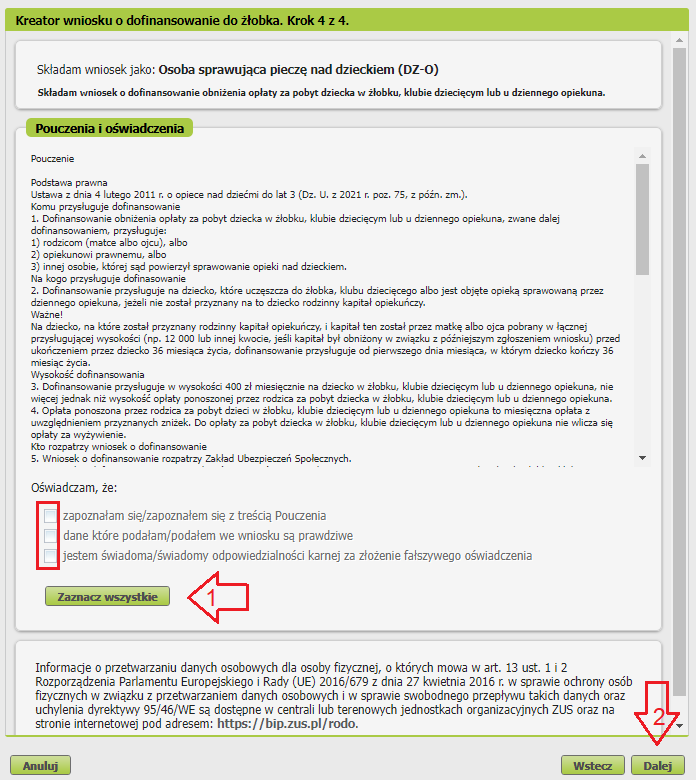 Kreator wniosku o dofinansowanie do żłobka. Krok 4 z 4.
Składam wniosek jako: Osoba sprawująca pieczę nad dzieckiem (DZ-O)
Składam wniosek o dofinansowanie obniżenia opłaty za pobyt dziecka w żłobku, klubie dziecięcym lub u dziennego opiekuna.
Pouczenia i oświadczenia
Pouczenie
Podstawa prawna
Ustawa z dnia 4 lutego 2011 r. o opiece nad dziećmi do lat 3 (Dz. U. z 2021 r. poz. 75, z późn. zm.).
Komu przysługuje dofinansowanie
1. Dofinansowanie obniżenia opłaty za pobyt dziecka w żłobku, klubie dziecięcym lub u dziennego opiekuna, zwane dalej
dofinansowaniem, przysługuje:
1) rodzicom (matce albo ojcu), albo
2) opiekunowi prawnemu, albo
3) innej osobie, której sąd powierzył sprawowanie opieki nad dzieckiem.
Na kogo przysługuje dofinasowanie
2. Dofinansowanie przysługuje na dziecko, które uczęszcza do żłobka, klubu dziecięcego albo jest objęte opieką sprawowaną przez
dziennego opiekuna, jeżeli nie został przyznany na to dziecko rodzinny kapitał opiekuńczy.
Ważne!
Na dziecko, na które został przyznany rodzinny kapitał opiekuńczy, i kapitał ten został przez matkę albo ojca pobrany w łącznej
przysługującej wysokości (np. 12 000 lub innej kwocie, jeśli kapitał był obniżony w związku z późniejszym zgłoszeniem wniosku) przed
ukończeniem przez dziecko 36 miesiąca życia, dofinansowanie przysługuje od pierwszego dnia miesiąca, w którym dziecko kończy 36
miesiąc życia.
Wysokość dofinansowania
3. Dofinansowanie przysługuje w wysokości 400 zł miesięcznie na dziecko w żłobku, klubie dziecięcym lub u dziennego opiekuna, nie
więcej jednak niż wysokość opłaty ponoszonej przez rodzica za pobyt dziecka w żłobku, klubie dziecięcym lub u dziennego opiekuna.
4. Opłata ponoszona przez rodzica za pobyt dzieci w żłobku, klubie dziecięcym lub u dziennego opiekuna to miesięczna opłata z
uwzględnieniem przyznanych zniżek. Do opłaty za pobyt dziecka w żłobku, klubie dziecięcym lub u dziennego opiekuna nie wlicza się
opłaty za wyżywienie.
Kto rozpatrzy wniosek o dofinansowanie
5. Wniosek o dofinansowanie rozpatrzy Zakład Ubezpieczeń Społecznych.
Oświadczam, że:
zapoznałam się/zapoznałem się z treścią Pouczenia
dane które podałam/podałem we wniosku są prawdziwe
jestem świadoma/świadomy odpowiedzialności karnej za złożenie fałszywego oświadczenia
Zaznacz wszystkie
1
Informacje o przetwarzaniu danych osobowych dla osoby fizycznej, o których mowa w art. 13 ust. 1 i 2
Rozporządzenia Parlamentu Europejskiego i Rady (UE) 2016/679 z dnia 27 kwietnia 2016 r. w sprawie ochrony osób
fizycznych w związku z przetwarzaniem danych osobowych i w sprawie swobodnego przepływu takich danych oraz
uchylenia dyrektywy 95/46/WE są dostępne w centrali lub terenowych jednostkach organizacyjnych ZUS oraz na
stronie internetowej pod adresem: https://bip.zus.pl/rodo.
2
Anuluj
Wstecz
Dalej